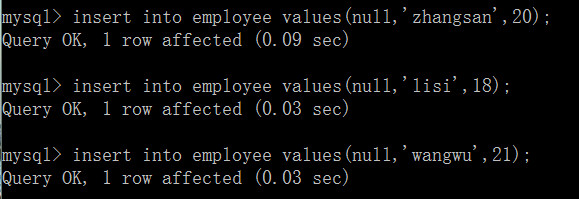 mysql> insert into employee values(null,'zhangsan',20);
Query OK, 1 row affected (0.09 sec)
mysql> insert into employee values(null,'lisi',18);
Query OK, 1 row affected (0.03 sec)
mysql> insert into employee values(null,'wangwu',21);
Query OK, 1 row affected (0.03 sec)